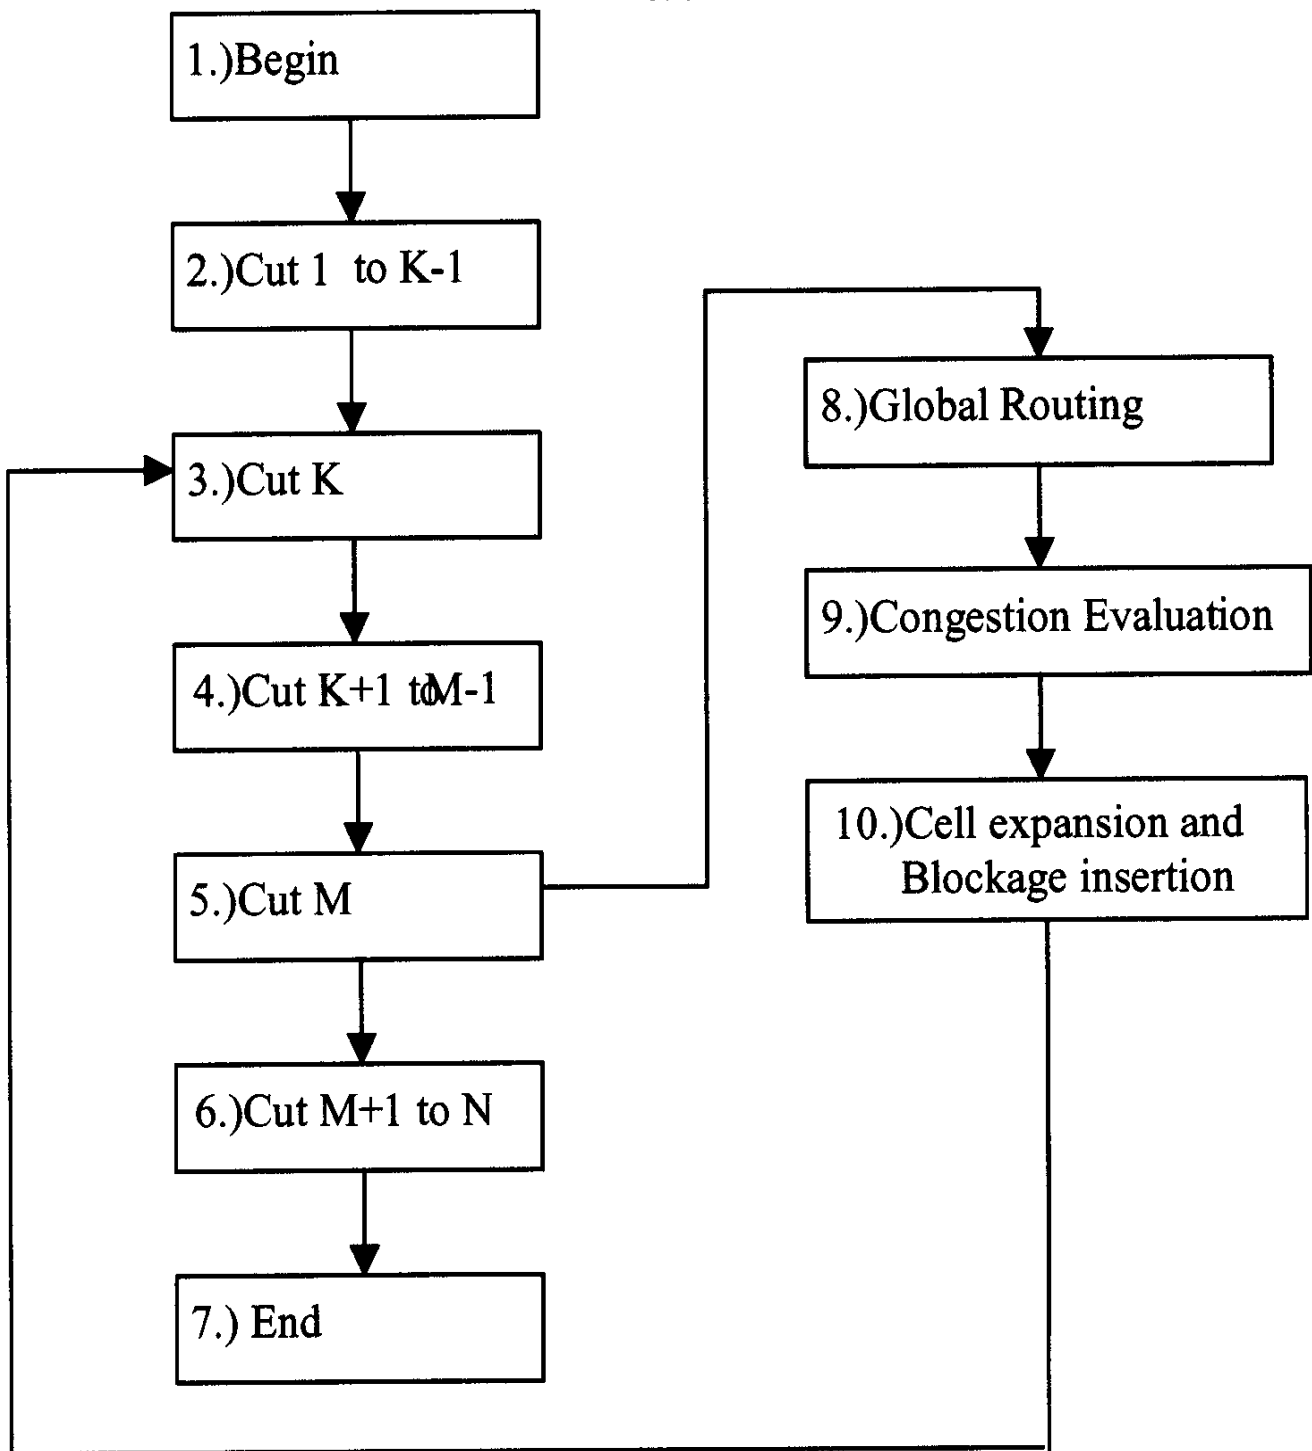 1.)Begin
2.)Cut 1 to K-1
3.)Cut K
4.)Cut K+1 to M-1
5.)Cut M
6.)Cut M+1 to N
7.) End
8.)Global Routing
9.)Congestion Evaluation
10.)Cell expansion and
Blockage insertion